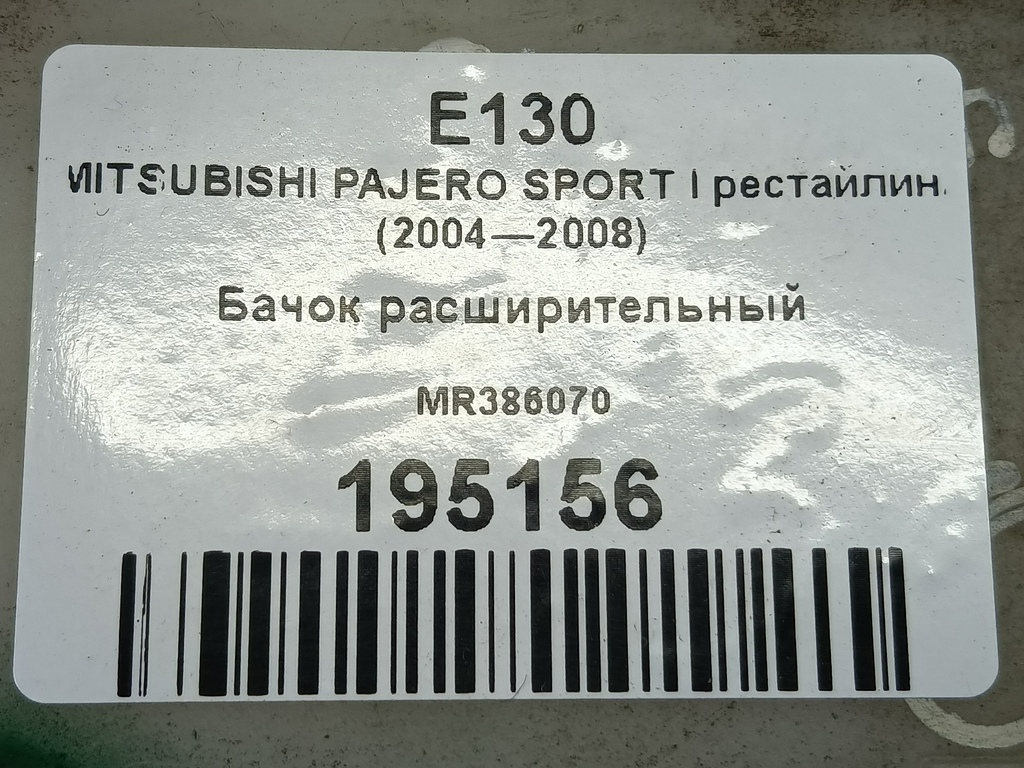 E130
MITSUBISHI PAJERO SPORT I рестайлин
(2004—2008)
Бачок расширительный
MR386070
195156